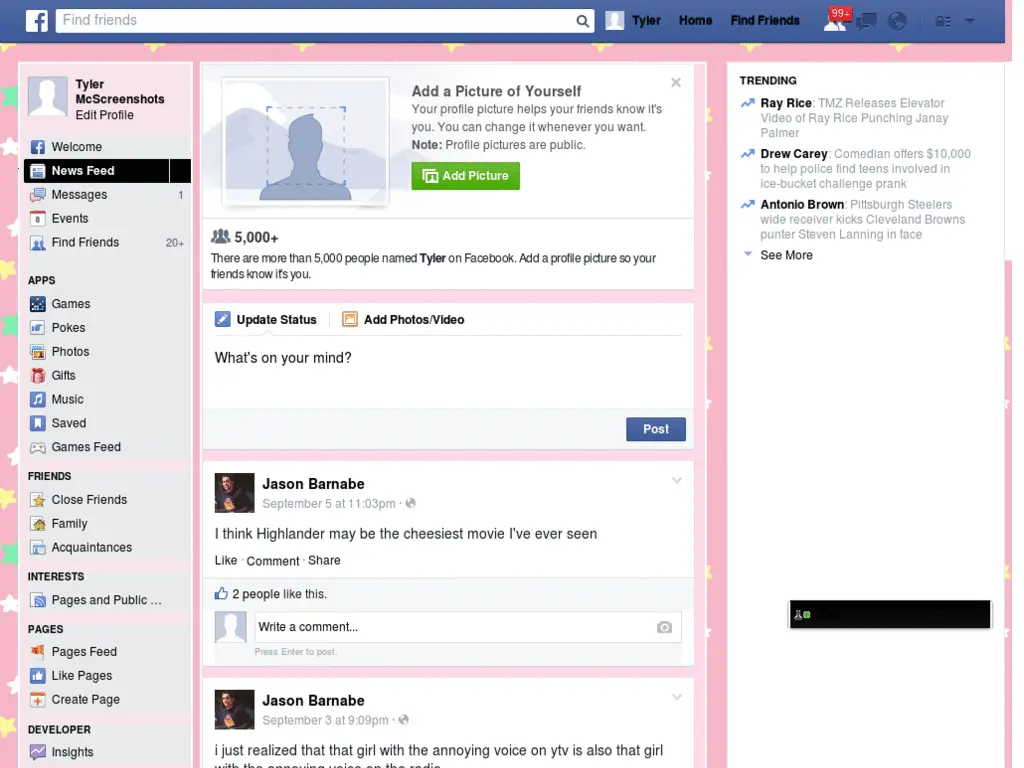 Find friends
Tyler
Home
Find Friends
99+
Tyler
McScreenshots
Edit Profile
Welcome
News Feed
Messages
1
Events
Find Friends
20+
APPS
Games
Pokes
Photos
Gifts
Music
Saved
Games Feed
FRIENDS
Close Friends
Family
Acquaintances
INTERESTS
Pages and Public ...
PAGES
Pages Feed
Like Pages
Create Page
DEVELOPER
Insights
Add a Picture of Yourself
Your profile picture helps your friends know it's
you. You can change it whenever you want.
Note: Profile pictures are public.
Add Picture
5,000+
There are more than 5,000 people named Tyler on Facebook. Add a profile picture so your
friends know it's you.
Update Status
Add Photos/Video
What's on your mind?
Post
Jason Barnabe
September 5 at 11:03pm ·
I think Highlander may be the cheesiest movie I've ever seen
Like · Comment · Share
2 people like this.
Write a comment...
Press Enter to post.
Jason Barnabe
September 3 at 9:09pm ·
i just realized that that girl with the annoying voice on ytv is also that girl
with the annoying voice on the radio
TRENDING
Ray Rice: TMZ Releases Elevator
Video of Ray Rice Punching Janay
Palmer
Drew Carey: Comedian offers $10,000
to help police find teens involved in
ice-bucket challenge prank
Antonio Brown: Pittsburgh Steelers
wide receiver kicks Cleveland Browns
punter Steven Lanning in face
See More